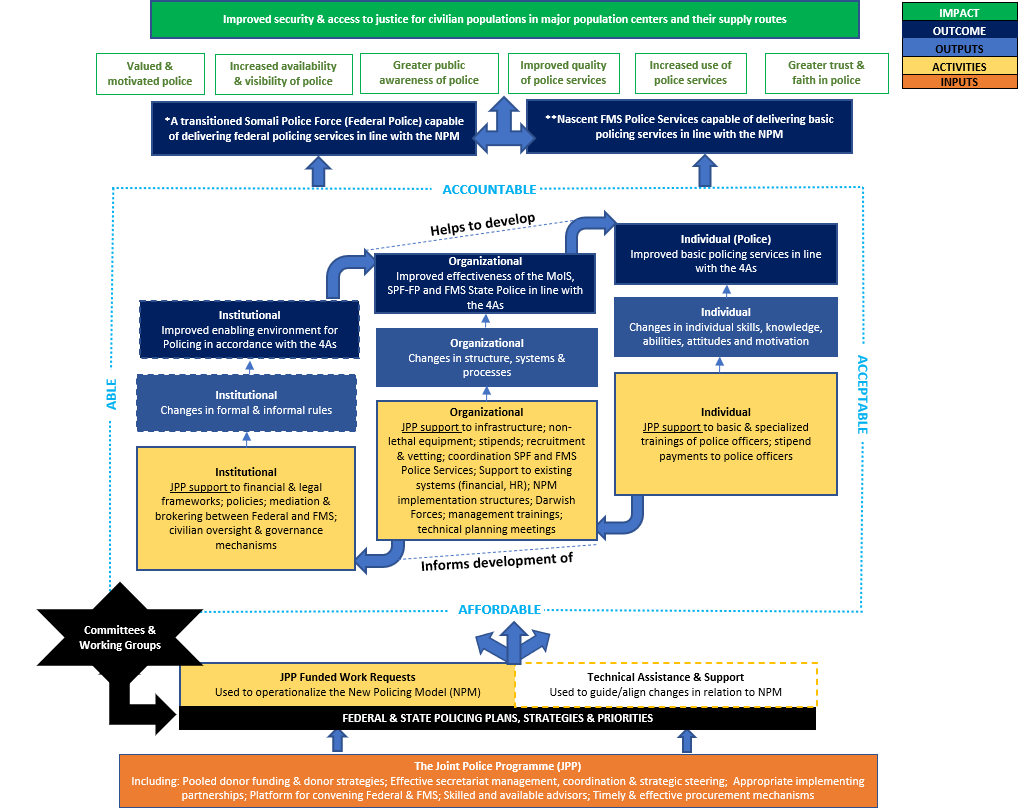 Improved security & access to justice for civilian populations in major population centers and their supply routes
IMPACT
OUTCOME
OUTPUTS
ACTIVITIES
INPUTS
Valued &
motivated police
Increased availability
& visibility of police
Greater public
awareness of police
Improved quality
of police services
Increased use of
police services
Greater trust &
faith in police
*A transitioned Somali Police Force (Federal Police) capable
of delivering federal policing services in line with the NPM
**Nascent FMS Police Services capable of delivering basic
policing services in line with the NPM
ACCOUNTABLE
Helps to develop
Individual (Police)
Improved basic policing services in line
with the 4As
Organizational
Improved effectiveness of the MoIS,
SPF-FP and FMS State Police in line with
the 4As
Institutional
Improved enabling environment for
Policing in accordance with the 4As
Individual
Changes in individual skills, knowledge,
abilities, attitudes and motivation
Organizational
Changes in structure, systems &
processes
Institutional
Changes in formal & informal rules
ABLE
ACCEPTABLE
Individual
JPP support to basic & specialized
trainings of police officers; stipend
payments to police officers
Organizational
JPP support to infrastructure; non-
lethal equipment; stipends; recruitment
& vetting; coordination SPF and FMS
Police Services; Support to existing
systems (financial, HR); NPM
implementation structures; Darwish
Forces; management trainings;
technical planning meetings
Institutional
JPP support to financial & legal
frameworks; policies; mediation &
brokering between Federal and FMS;
civilian oversight & governance
mechanisms
Informs development of
AFFORDABLE
Committees &
Working Groups
JPP Funded Work Requests
Used to operationalize the New Policing Model (NPM)
Technical Assistance & Support
Used to guide/align changes in relation to NPM
FEDERAL & STATE POLICING PLANS, STRATEGIES & PRIORITIES
The Joint Police Programme (JPP)
Including: Pooled donor funding & donor strategies; Effective secretariat management, coordination & strategic steering; Appropriate implementing
partnerships; Platform for convening Federal & FMS; Skilled and available advisors; Timely & effective procurement mechanisms